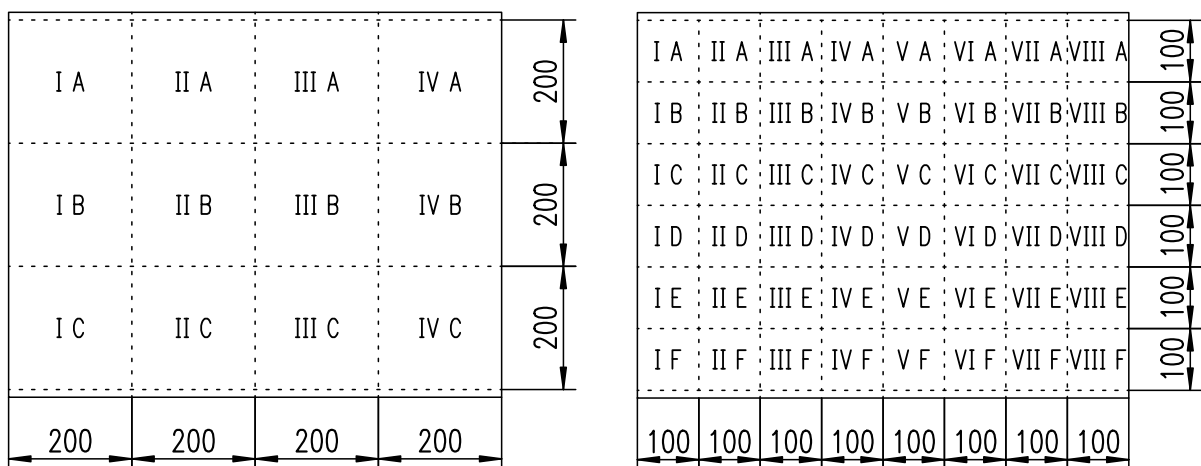 I A II A III A IV A 200
I B II B III B IV B 200
I C II C III C IV C 200
200 200 200 200
I A II A III A IV A V A VI A VII A VIII A 100
I B II B III B IV B V B VI B VII B VIII B 100
I C II C III C IV C V C VI C VII C VIII C 100
I D II D III D IV D V D VI D VII D VIII D 100
I E II E III E IV E V E VI E VII E VIII E 100
I F II F III F IV F V F VI F VII F VIII F 100
100 100 100 100 100 100 100 100